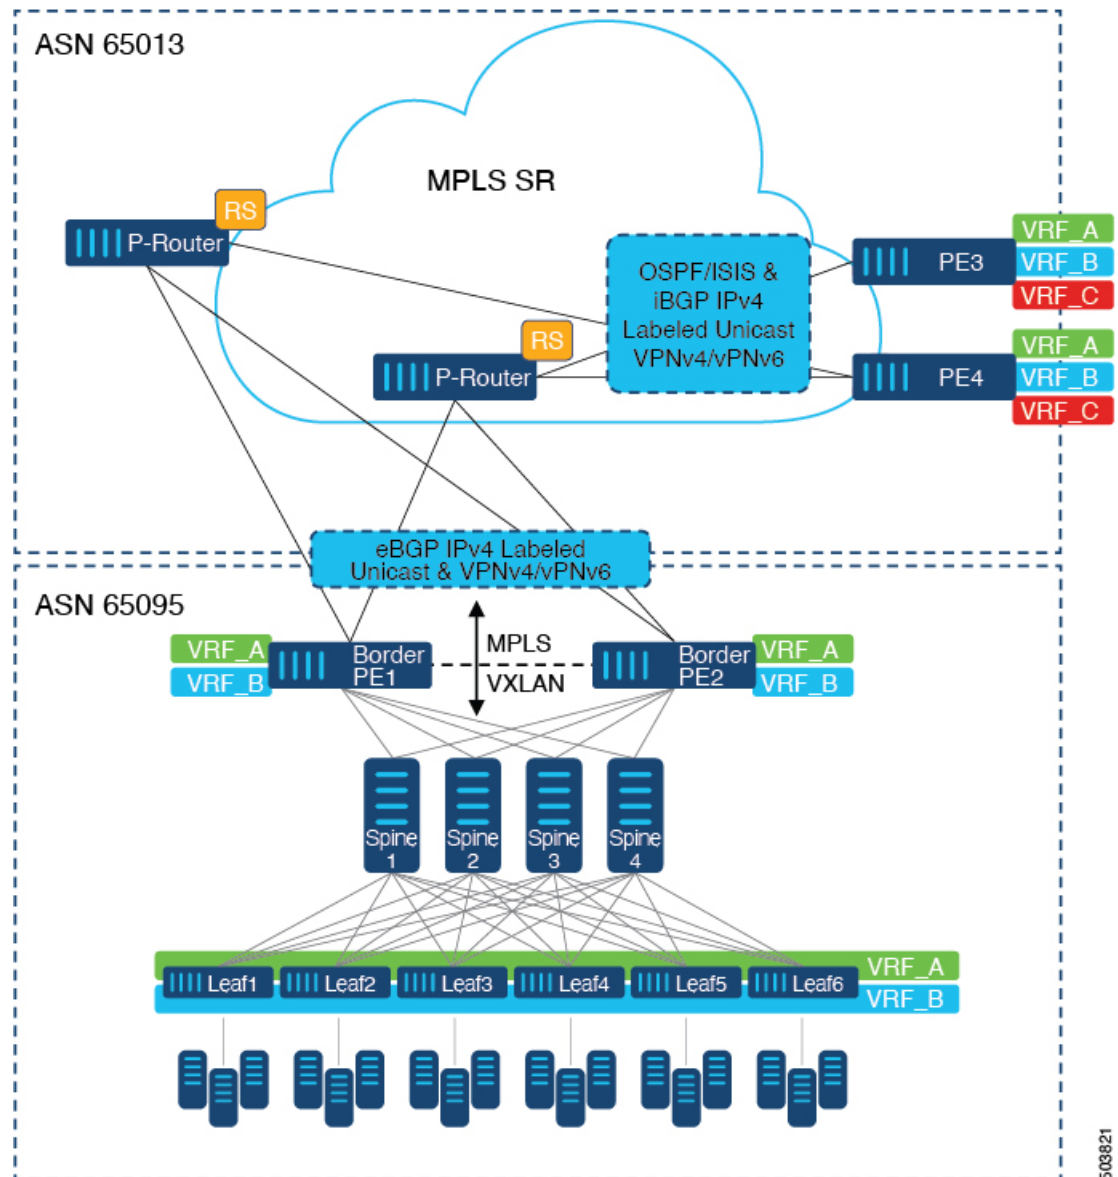 ASN 65013
MPLS SR
RS
P-Router
OSPF/ISIS &
iBGP IPv4
Labeled Unicast
VPNv4/vPNv6
PE3
VRF_A
VRF_B
VRF_C
RS
P-Router
PE4
VRF_A
VRF_B
VRF_C
eBGP IPv4 Labeled
Unicast & VPNv4/vPNv6
ASN 65095
VRF_A
VRF_B
Border
PE1
MPLS
VXLAN
Border
PE2
VRF_A
VRF_B
Spine
1
Spine
2
Spine
3
Spine
4
Leaf1
Leaf2
Leaf3
Leaf4
Leaf5
Leaf6
VRF_A
VRF_B
503821